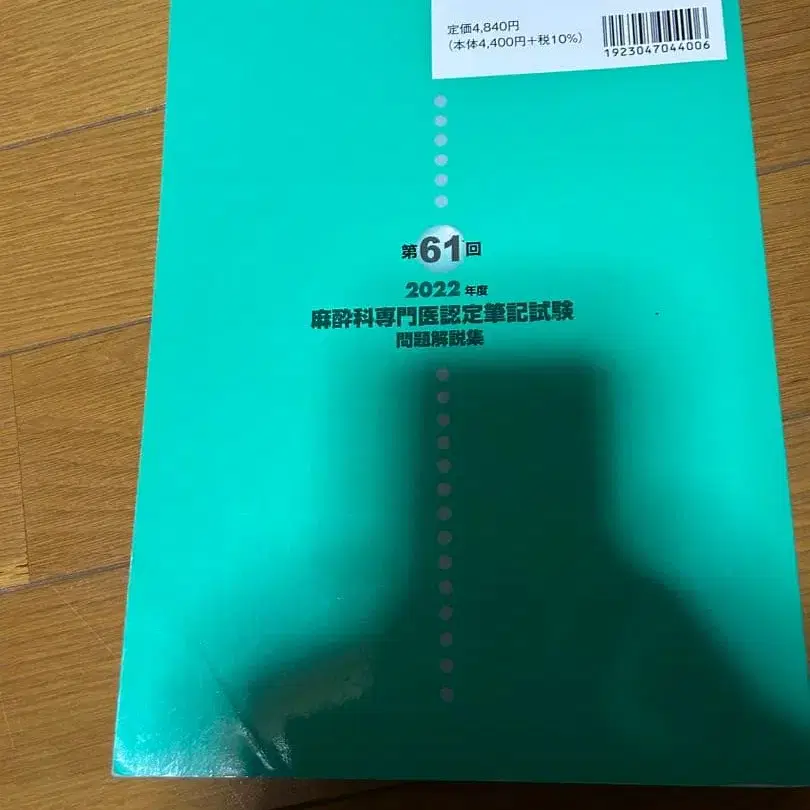 定価4,840円
（本体4,400円＋税10％）
1923047044006
第61回
2022年度
麻酔科専門医認定筆記試験
問題解説集